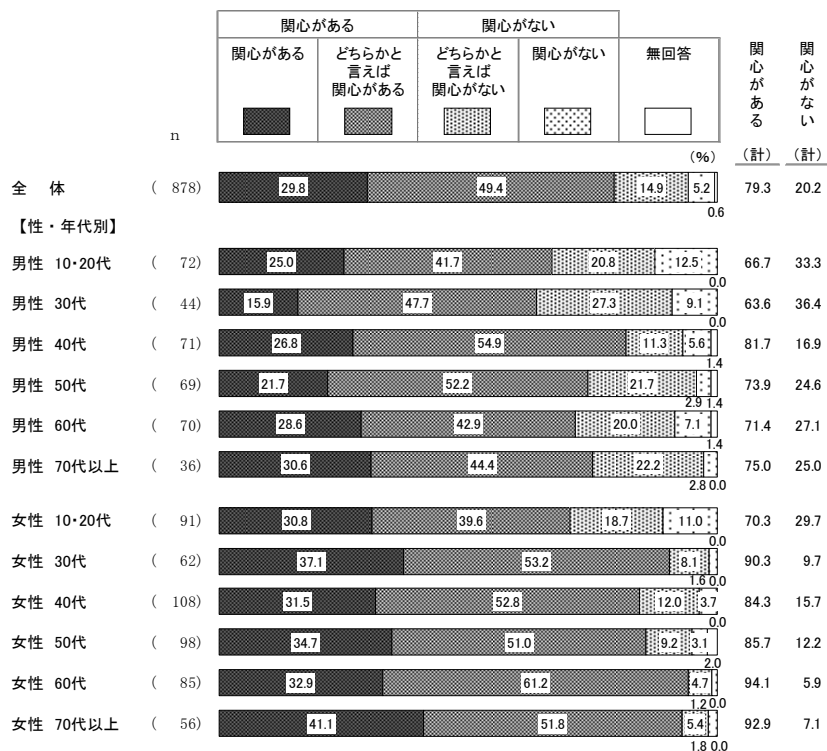 関心がある 関心がない
関心がある どちらかと言えば関心がある どちらかと言えば関心がない 関心がない 無回答 関心がある（計） 関心がない（計）
n
(%)
全 体 ( 878) 29.8 49.4 14.9 5.2 0.6 79.3 20.2
【性・年代別】
男性 10・20代 ( 72) 25.0 41.7 20.8 12.5 0.0 66.7 33.3
男性 30代 ( 44) 15.9 47.7 27.3 9.1 0.0 63.6 36.4
男性 40代 ( 71) 26.8 54.9 11.3 5.6 1.4 81.7 16.9
男性 50代 ( 69) 21.7 52.2 21.7 2.9 1.4 73.9 24.6
男性 60代 ( 70) 28.6 42.9 20.0 7.1 1.4 71.4 27.1
男性 70代以上 ( 36) 30.6 44.4 22.2 2.8 0.0 75.0 25.0
女性 10・20代 ( 91) 30.8 39.6 18.7 11.0 0.0 70.3 29.7
女性 30代 ( 62) 37.1 53.2 8.1 1.6 0.0 90.3 9.7
女性 40代 ( 108) 31.5 52.8 12.0 3.7 0.0 84.3 15.7
女性 50代 ( 98) 34.7 51.0 9.2 3.1 2.0 85.7 12.2
女性 60代 ( 85) 32.9 61.2 4.7 1.2 0.0 94.1 5.9
女性 70代以上 ( 56) 41.1 51.8 5.4 1.8 0.0 92.9 7.1